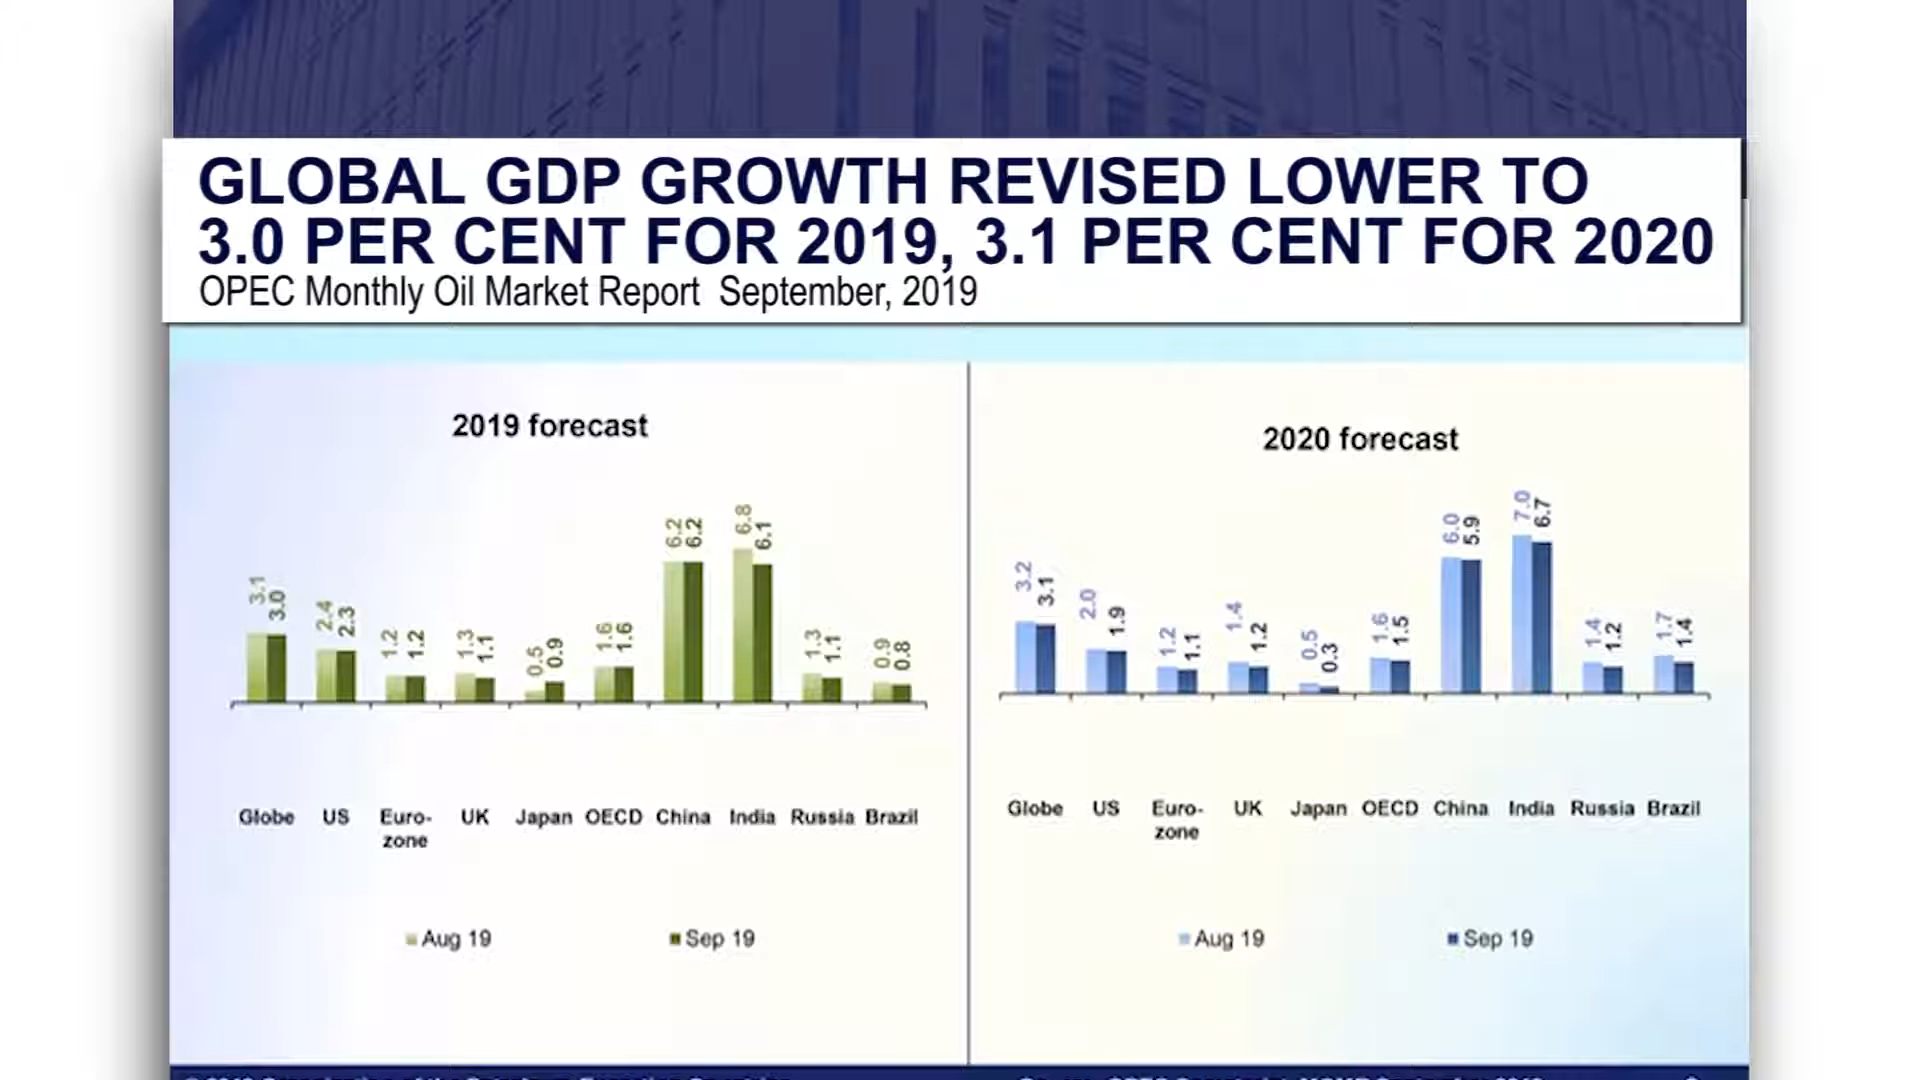 GLOBAL GDP GROWTH REVISED LOWER TO
3.0 PER CENT FOR 2019, 3.1 PER CENT FOR 2020
OPEC Monthly Oil Market Report September, 2019
2019 forecast
3.1 3.0 2.4 2.3 1.2 1.2 1.3 1.1 0.5 0.9 1.6 1.6 6.2 6.2 6.8 6.1 1.3 1.1 0.9 0.8
Globe US Euro- UK Japan OECD China India Russia Brazil
zone
Aug 19 Sep 19
2020 forecast
3.2 3.1 2.0 1.9 1.2 1.1 1.4 1.2 0.5 0.3 1.6 1.5 6.0 5.9 7.0 6.7 1.4 1.2 1.7 1.4
Globe US Euro- UK Japan OECD China India Russia Brazil
zone
Aug 19 Sep 19